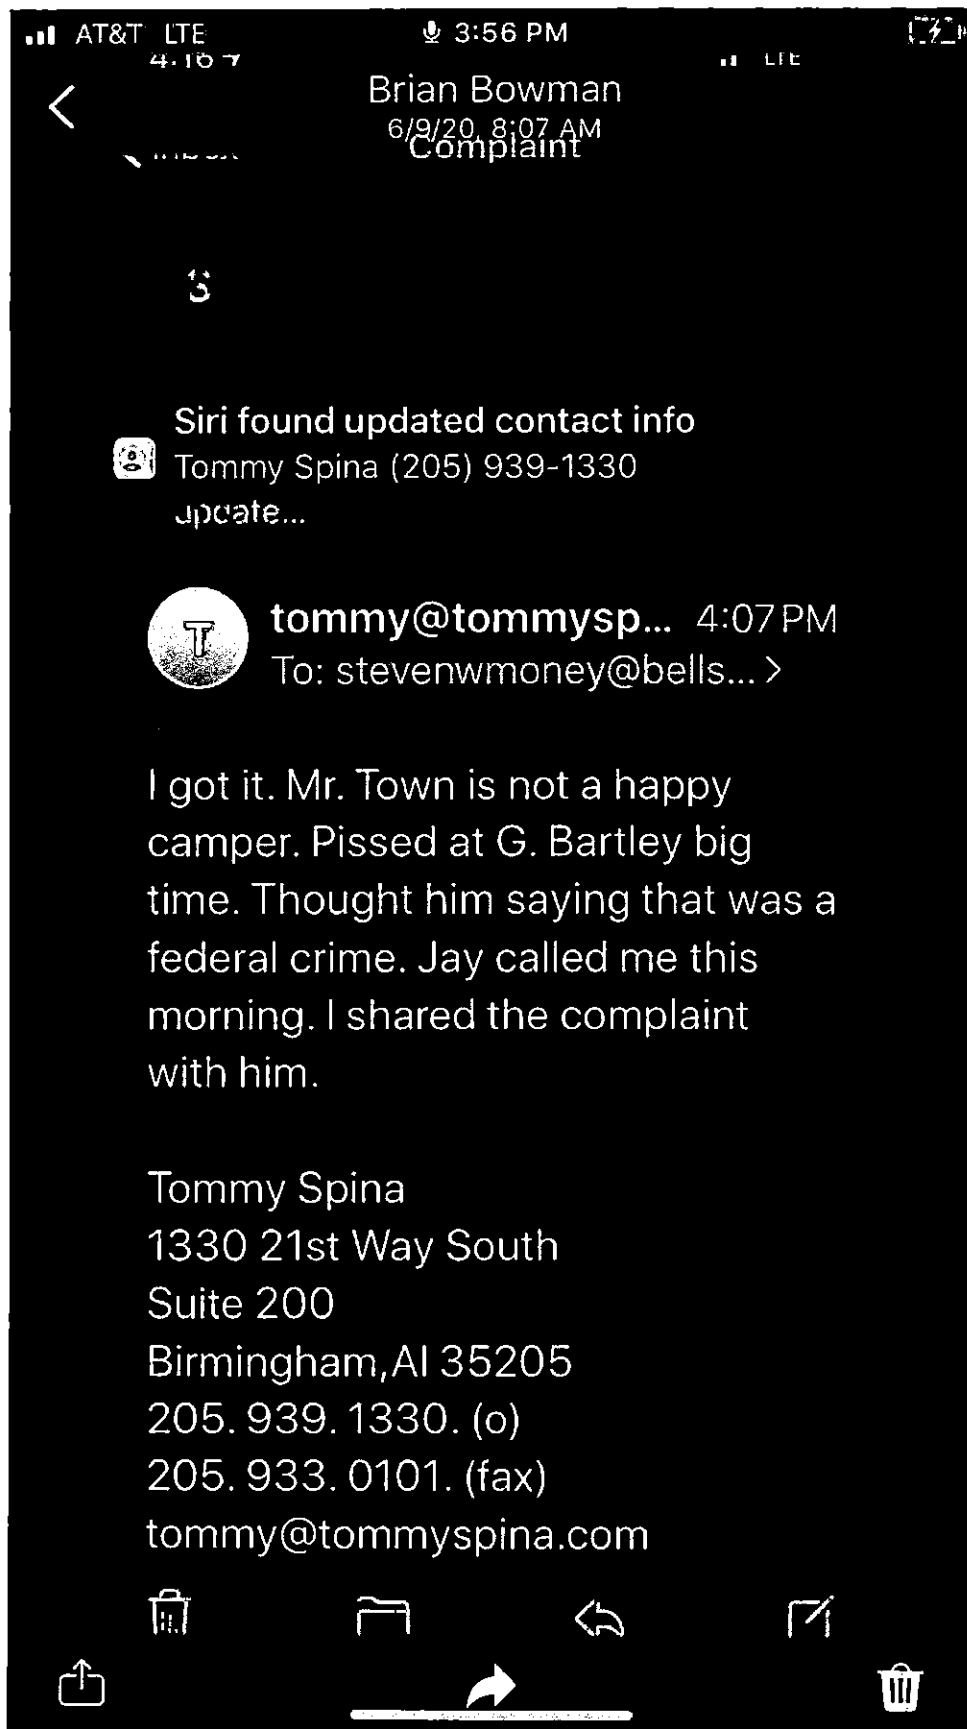 AT&T LTE 3:56 PM
LTE
Brian Bowman
6/9/20, 8:07 AM
Complaint
Siri found updated contact info
Tommy Spina (205) 939-1330
update...
T
tommy@tommysp... 4:07 PM
To: stevenwmoney@bells... >
I got it. Mr. Town is not a happy
camper. Pissed at G. Bartley big
time. Thought him saying that was a
federal crime. Jay called me this
morning. I shared the complaint
with him.
Tommy Spina
1330 21st Way South
Suite 200
Birmingham,Al 35205
205. 939. 1330. (o)
205. 933. 0101. (fax)
tommy@tommyspina.com